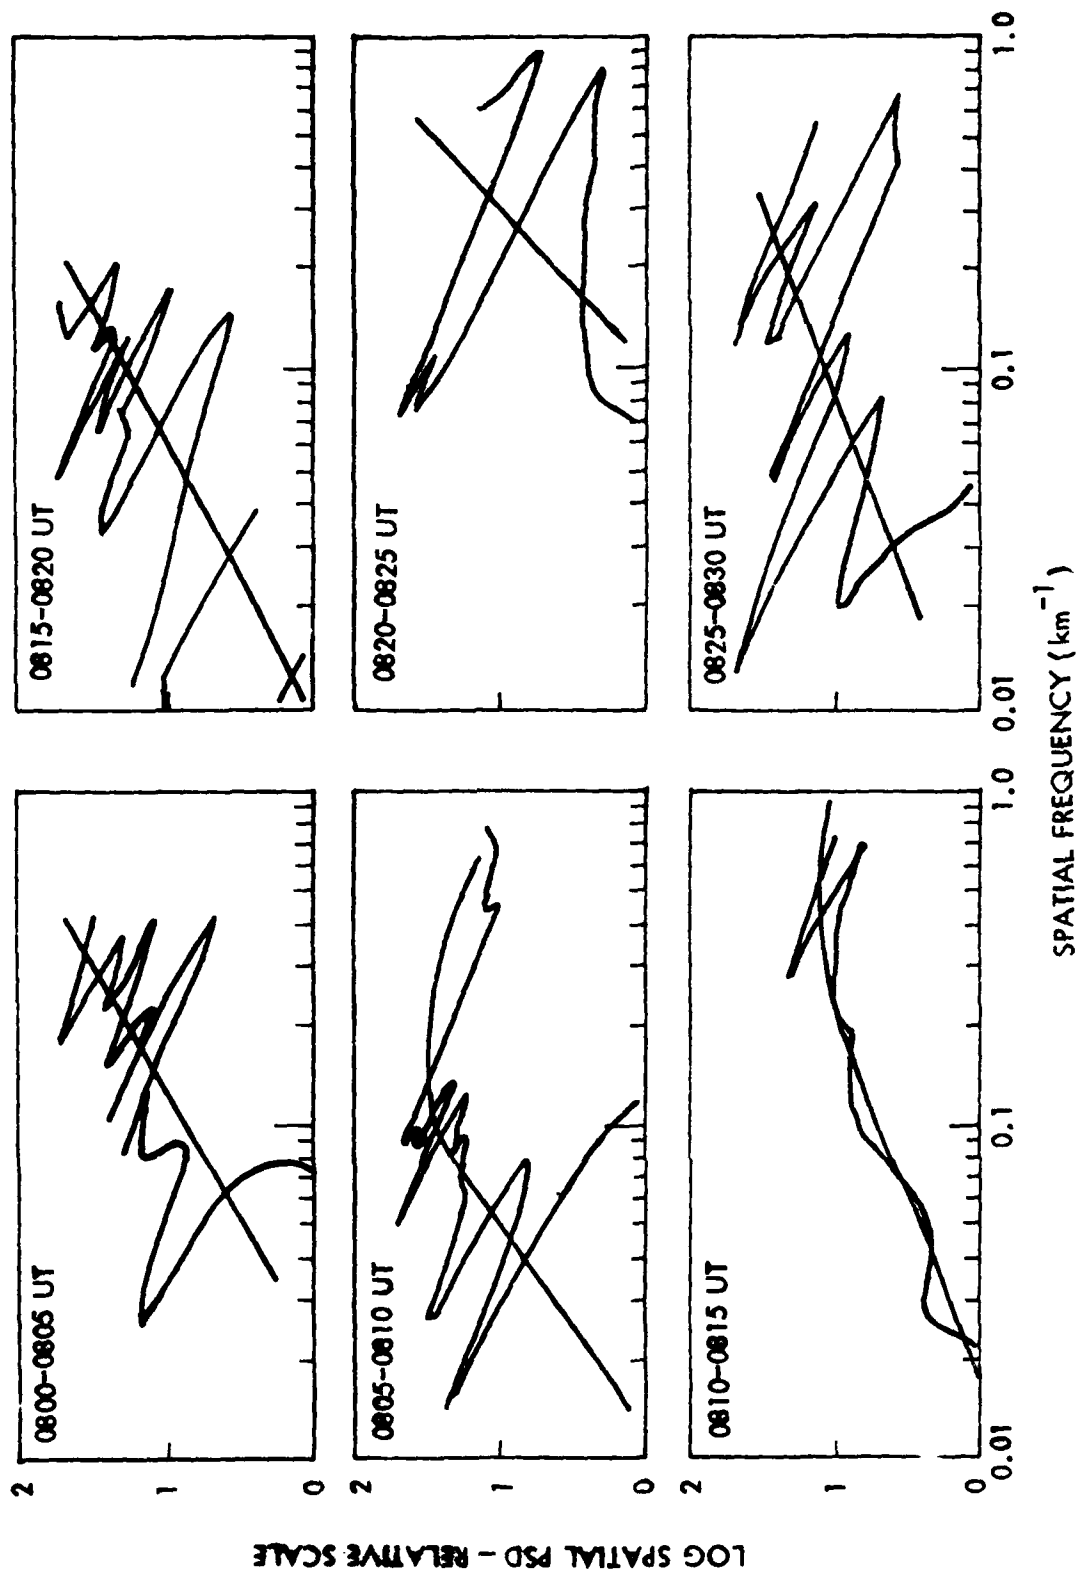 LOG SPATIAL PSD – RELATIVE SCALE
0800-0805 UT
2
1
0
0815-0820 UT
0805-0810 UT
2
1
0
0820-0825 UT
0810-0815 UT
2
1
0
0.01
0.1
1.0
0825-0830 UT
0.01
0.1
1.0
SPATIAL FREQUENCY (km⁻¹)